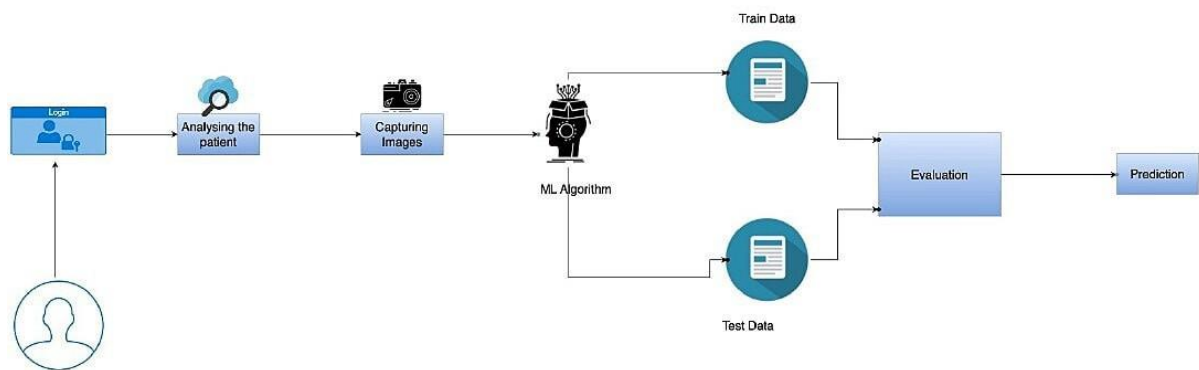 Train Data
Login
Analysing the
patient
Capturing
Images
ML Algorithm
Evaluation
Prediction
Test Data